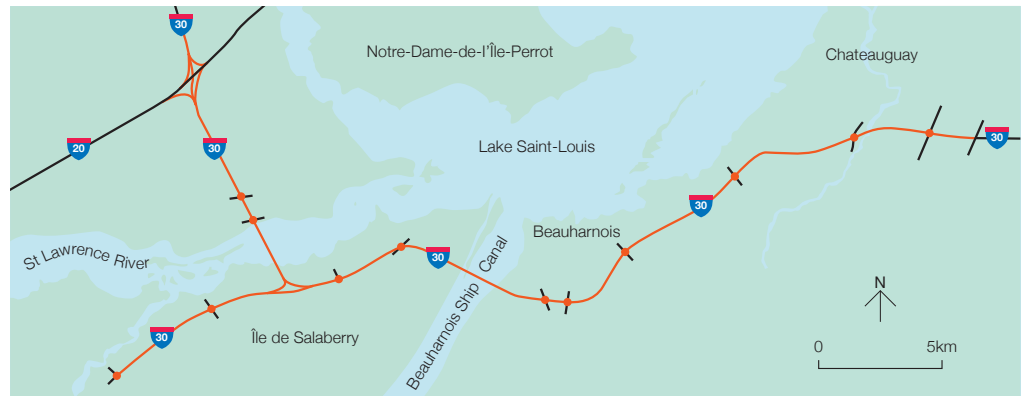 30
Notre-Dame-de-l'Île-Perrot
Chateauguay
20
30
Lake Saint-Louis
30
30
St Lawrence River
Beauharnois
30
Beauharnois Ship Canal
N
30
Île de Salaberry
0 5km